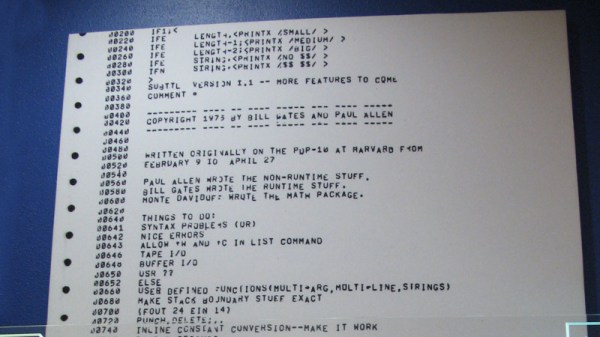 00200 IF1,<
00220 IFE LENGTH,<PRINTX /SMALL/ >
00240 IFE LENGTH-1,<PRINTX /MEDIUM/ >
00260 IFE LENGTH-2,<PRINTX /BIG/ >
00280 IFE STRING,<PRINTX /NO $$/ >
00300 IFN STRING,<PRINTX /$$ $$/ >
00320 >
00340 SUBTTL VERSION 1.1 -- MORE FEATURES TO COME
00360 COMMENT *
00380
00400 --------- ---- -- ---- ----- --- ---- -----
00420 COPYRIGHT 1975 BY BILL GATES AND PAUL ALLEN
00440 --------- ---- -- ---- ----- --- ---- -----
00460
00480
00500 WRITTEN ORIGINALLY ON THE PDP-10 AT HARVARD FROM
00520 FEBRUARY 9 TO APRIL 27
00540
00560 PAUL ALLEN WROTE THE NON-RUNTIME STUFF.
00580 BILL GATES WROTE THE RUNTIME STUFF.
00600 MONTE DAVIDOFF WROTE THE MATH PACKAGE.
00620
00640 THINGS TO DO:
00641 SYNTAX PROBLEMS (OR)
00642 NICE ERRORS
00643 ALLOW ^W AND ^C IN LIST COMMAND
00646 TAPE I/O
00648 BUFFER I/O
00650 USR ??
00652 ELSE
00660 USER DEFINED FUNCTIONS(MULTI-ARG,MULTI-LINE,STRINGS)
00680 MAKE STACK BOUNDARY STUFF EXACT
00700 (FOUT 24 FIN 14)
00720 PUNCH,DELETE;,,
00740 INLINE CONSTANT CONVERSION--MAKE IT WORK